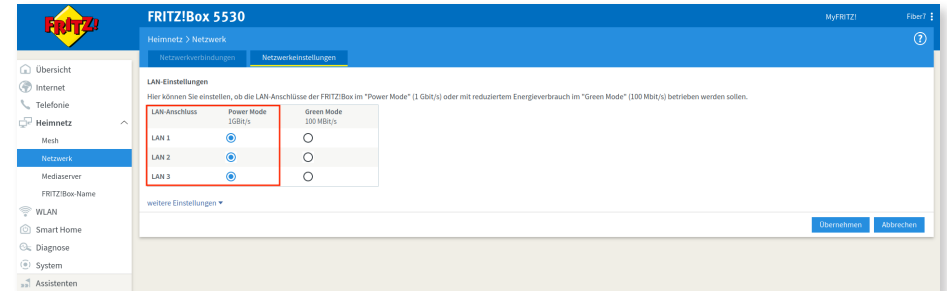 FRITZ!
FRITZ!Box 5530
MyFRITZ!
Fiber7
Heimnetz > Netzwerk
?
Netzwerkverbindungen
Netzwerkeinstellungen
Übersicht
Internet
Telefonie
Heimnetz
Mesh
Netzwerk
Mediaserver
FRITZ!Box-Name
WLAN
Smart Home
Diagnose
System
Assistenten
LAN-Einstellungen
Hier können Sie einstellen, ob die LAN-Anschlüsse der FRITZ!Box im "Power Mode" (1 Gbit/s) oder mit reduziertem Energieverbrauch im "Green Mode" (100 Mbit/s) betrieben werden sollen.
LAN-Anschluss Power Mode Green Mode
1GBit/s 100 MBit/s
LAN 1
LAN 2
LAN 3
weitere Einstellungen
Übernehmen Abbrechen